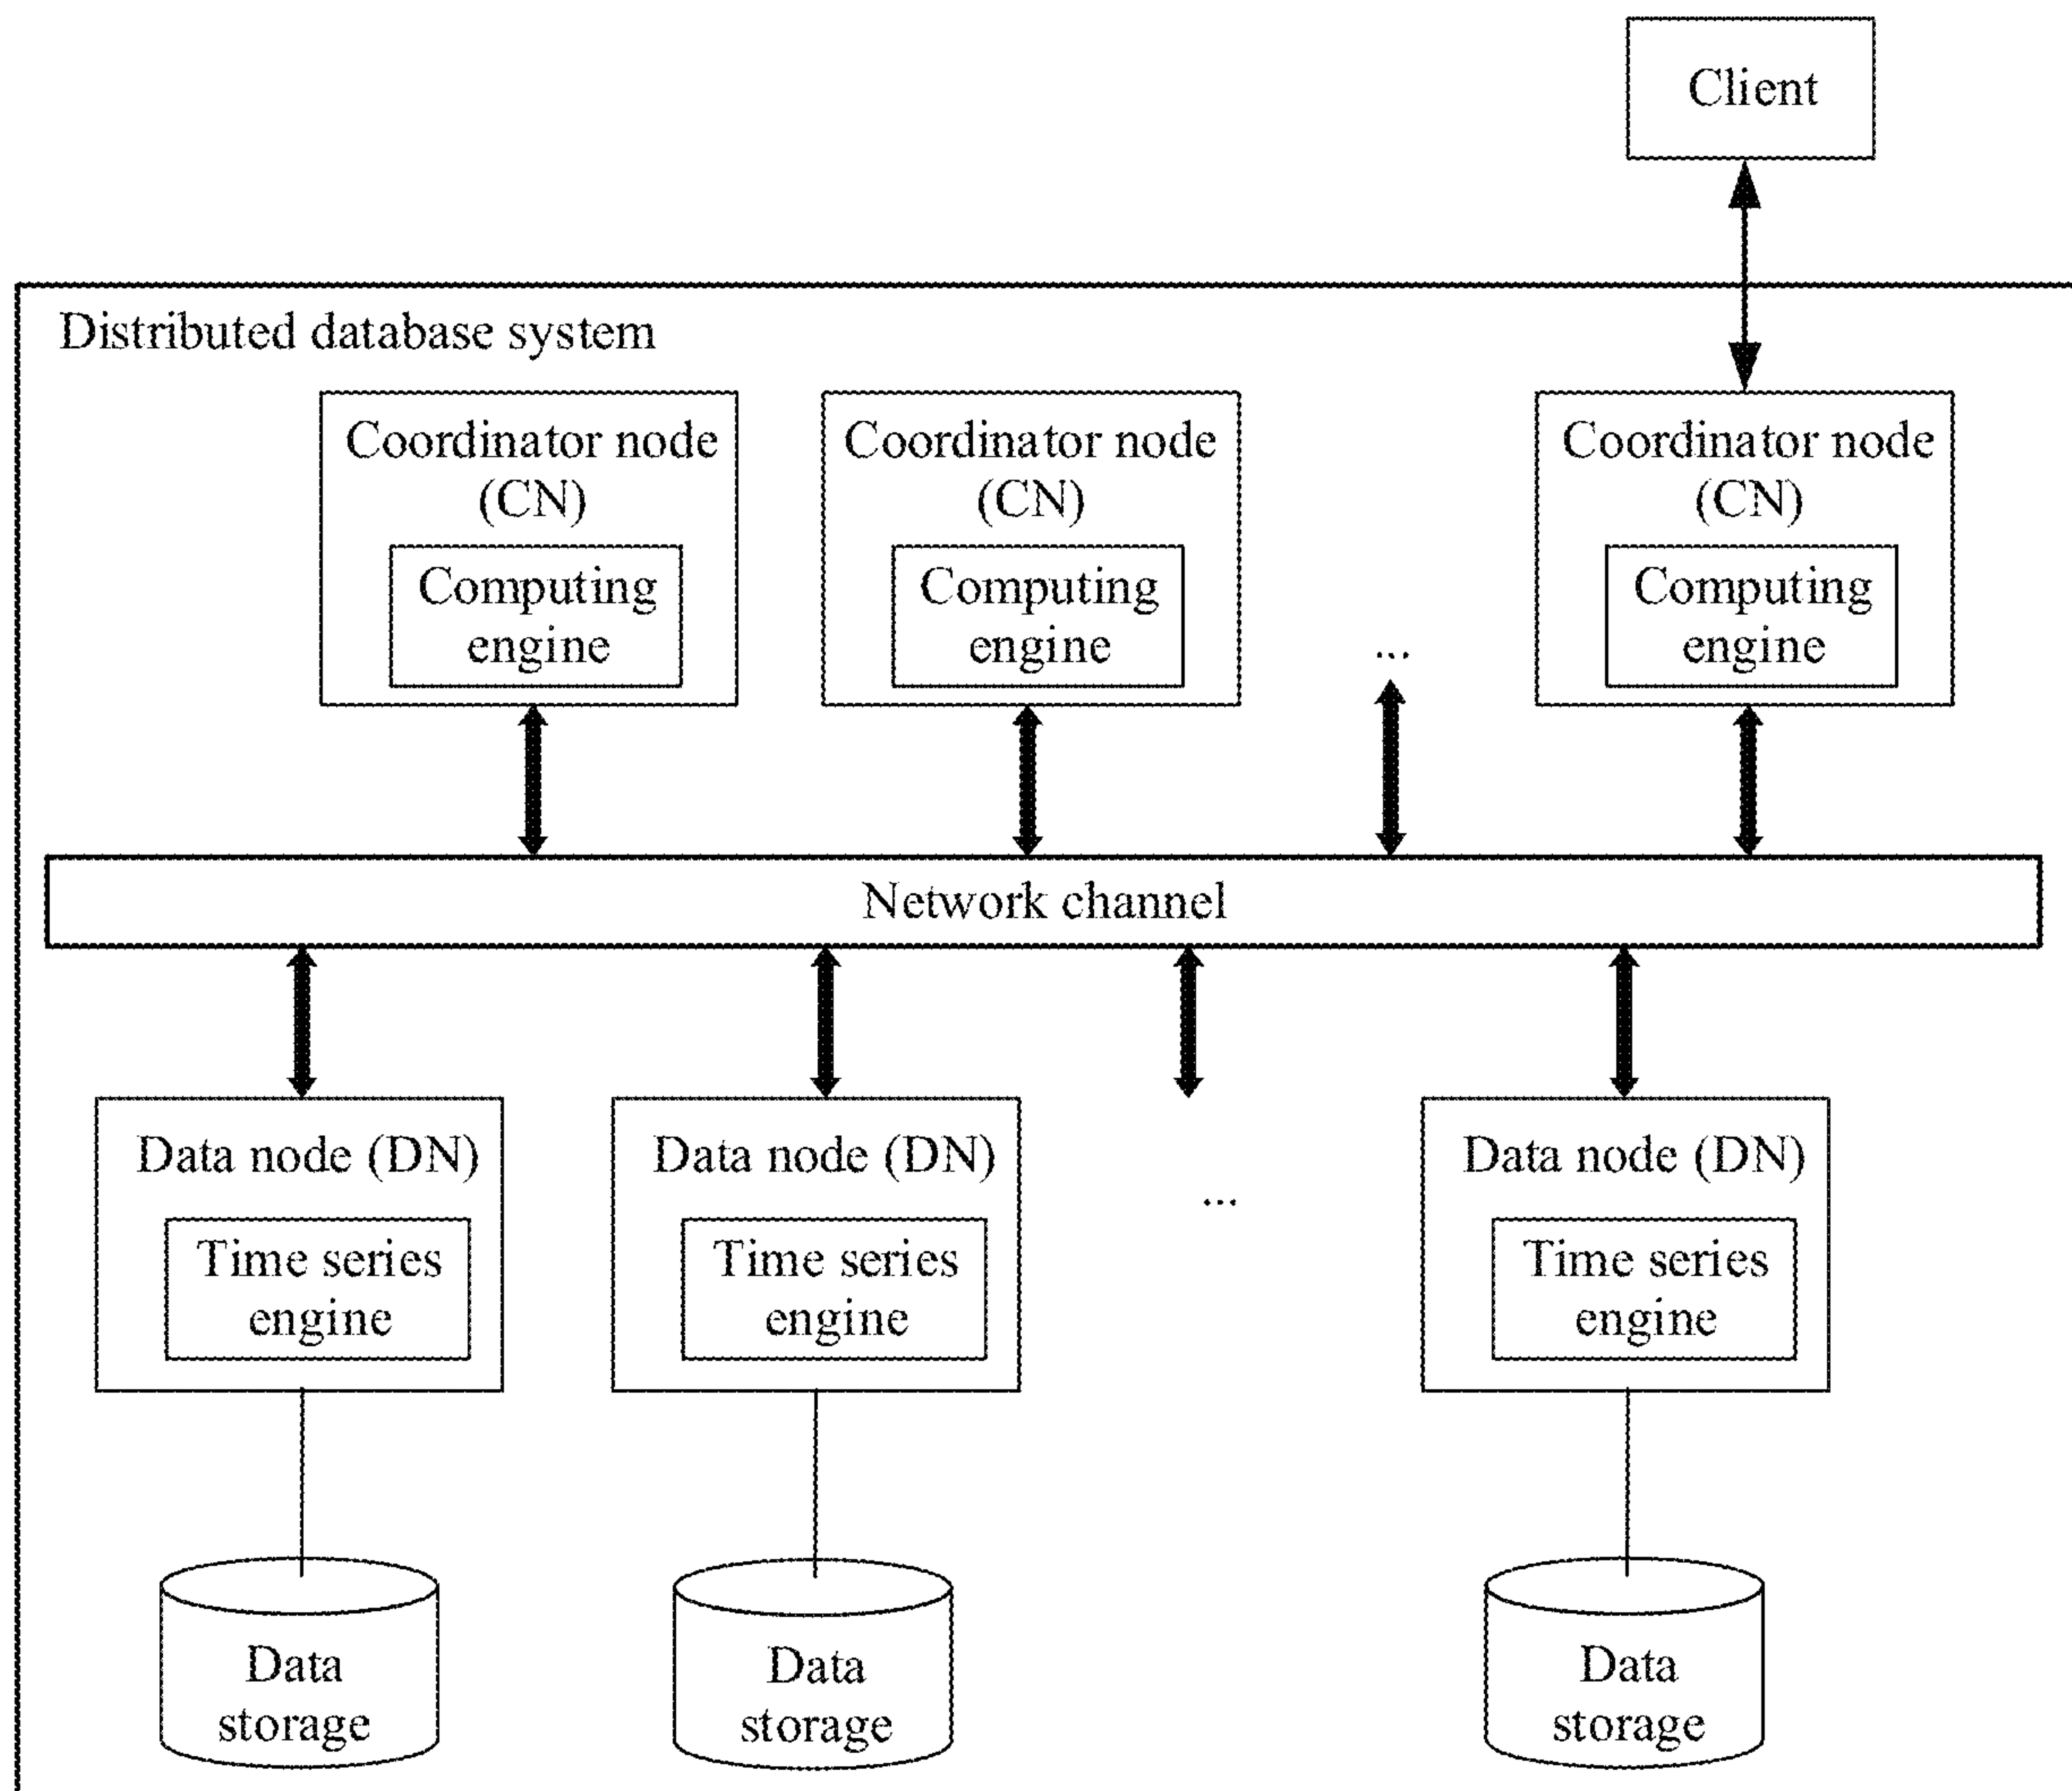 Client
Distributed database system
Coordinator node
(CN)
Computing
engine
Coordinator node
(CN)
Computing
engine
...
Coordinator node
(CN)
Computing
engine
Network channel
Data node (DN)
Time series
engine
Data node (DN)
Time series
engine
...
Data node (DN)
Time series
engine
Data
storage
Data
storage
Data
storage